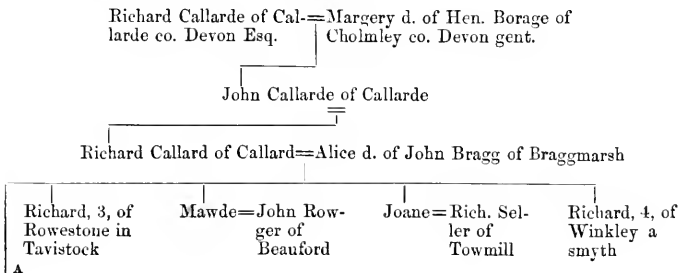 Richard Callarde of Cal-=Margery d. of Hen. Borage of
larde co. Devon Esq. Cholmley co. Devon gent.
John Callarde of Callarde
=
Richard Callard of Callard=Alice d. of John Bragg of Braggmarsh
Richard, 3, of Mawde=John Row- Joane=Rich. Sel- Richard, 4, of
Rowestone in ger of ler of Winkley a
Tavistock Beauford Towmill smyth
A